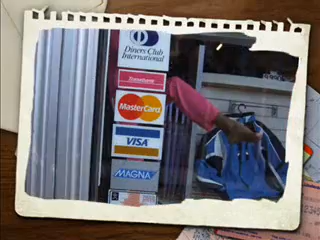 Diners Club
International
MasterCard
VISA
MAGNA